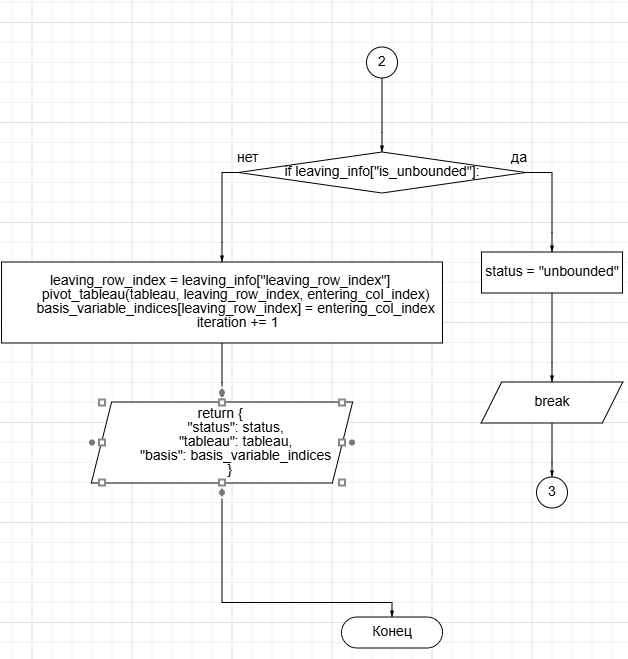 2
нет
да
if leaving_info["is_unbounded"]:
leaving_row_index = leaving_info["leaving_row_index"]
pivot_tableau(tableau, leaving_row_index, entering_col_index)
basis_variable_indices[leaving_row_index] = entering_col_index
iteration += 1
status = "unbounded"
break
return {
"status": status,
"tableau": tableau,
"basis": basis_variable_indices
}
3
Конец